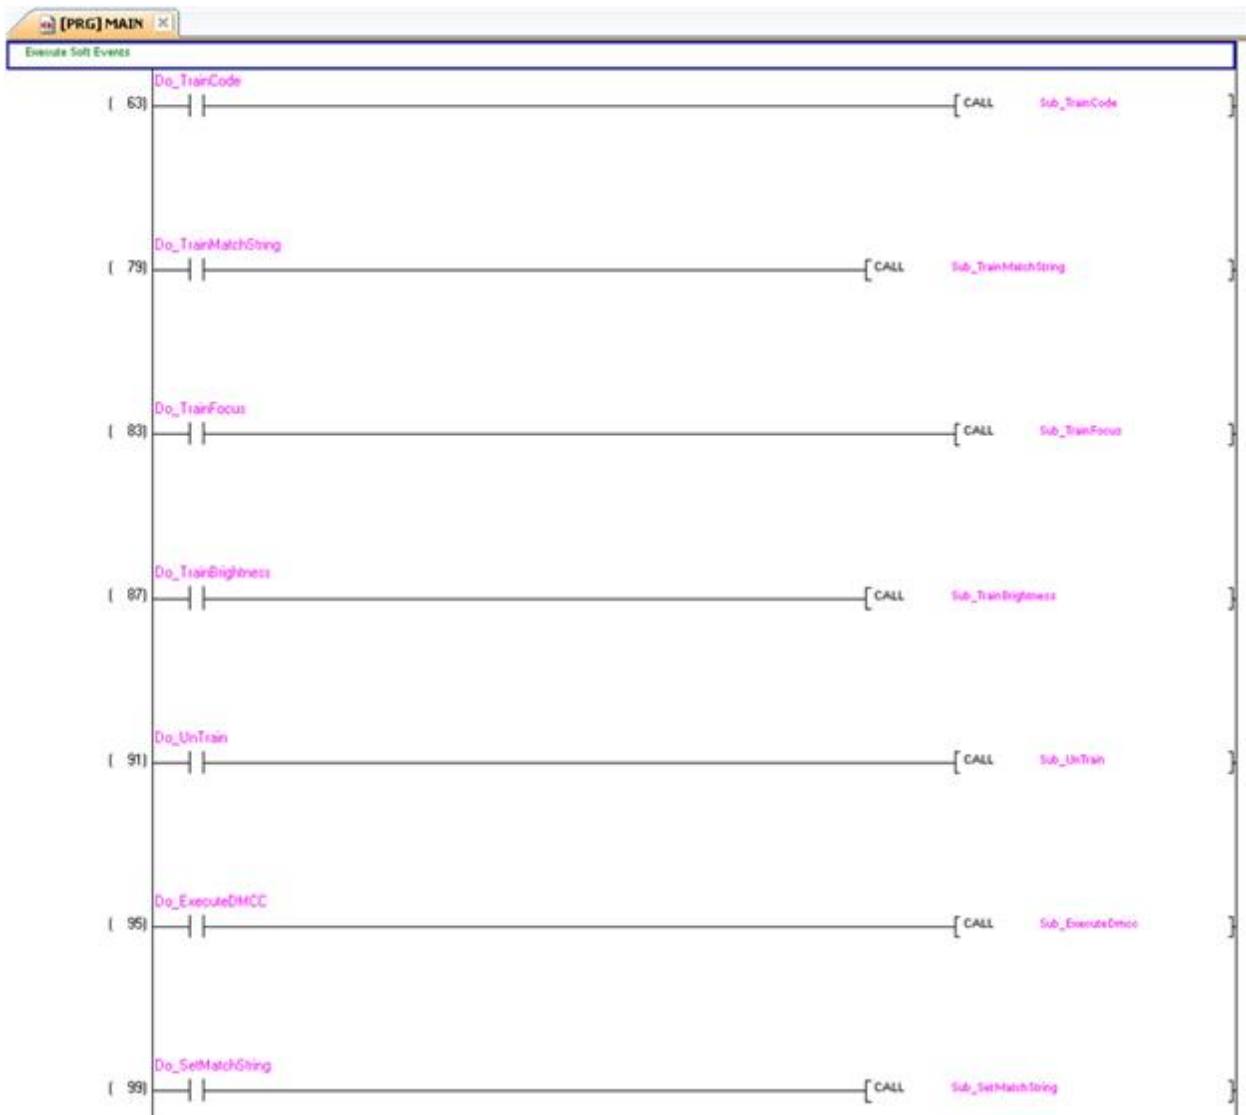 [PRG] MAIN
Execute Soft Events
Do_TrainCode
( 63) CALL Sub_TrainCode
Do_TrainMatchString
( 79) CALL Sub_TrainMatchString
Do_TrainFocus
( 83) CALL Sub_TrainFocus
Do_TrainBrightness
( 87) CALL Sub_TrainBrightness
Do_UnTrain
( 91) CALL Sub_UnTrain
Do_ExecuteDMCC
( 95) CALL Sub_ExecuteDmcc
Do_SetMatchString
( 99) CALL Sub_SetMatchString